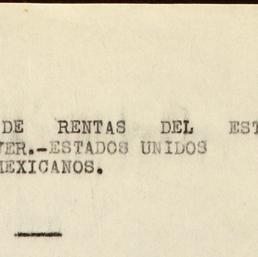 DE RENTAS DEL EST
VER.-ESTADOS UNIDOS
MEXICANOS.